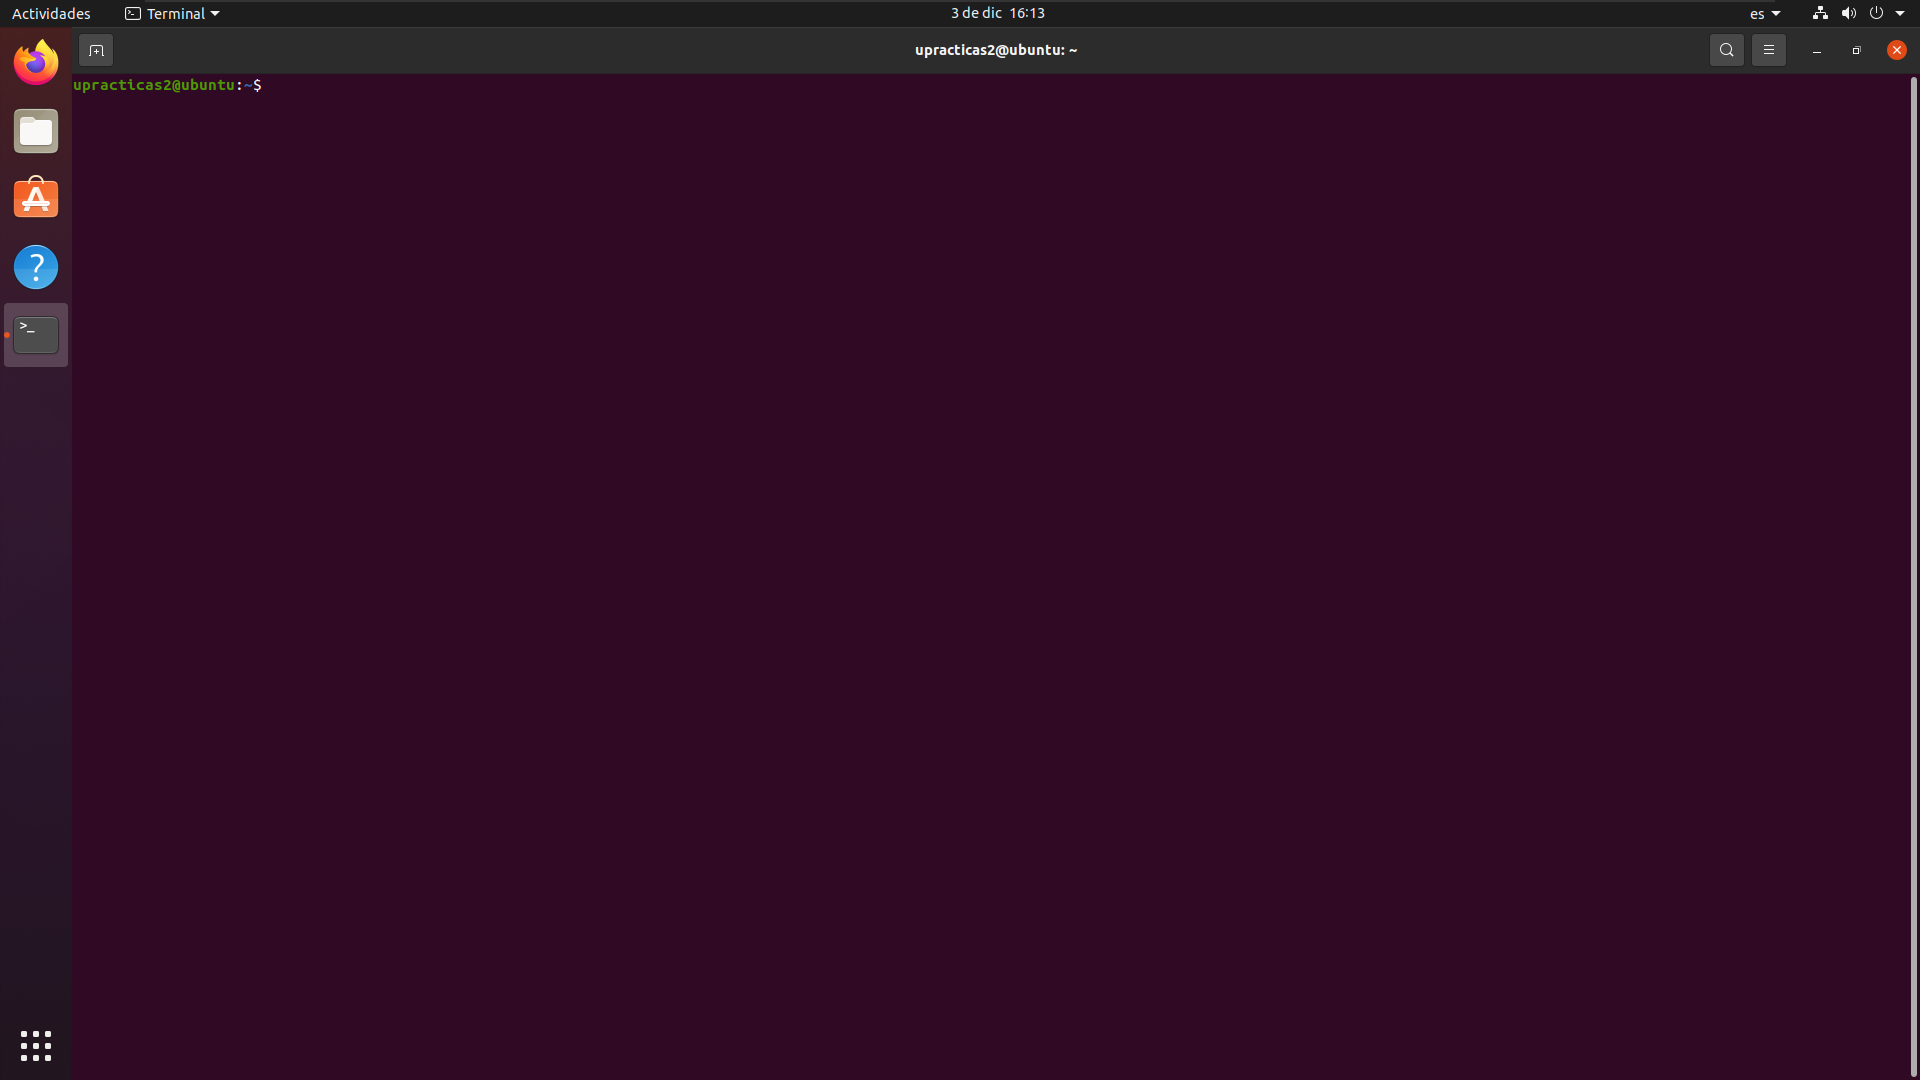 Actividades Terminal 3 de dic 16:13 es
upracticas2@ubuntu: ~
upracticas2@ubuntu:~$
>_